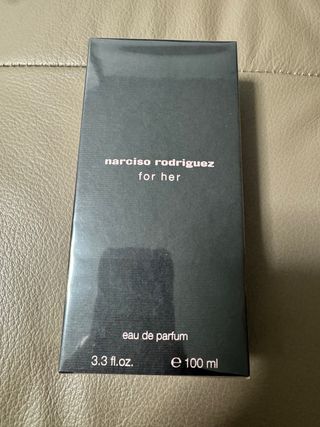 narciso rodriguez
for her
eau de parfum
3.3 fl.oz. ℮ 100 ml